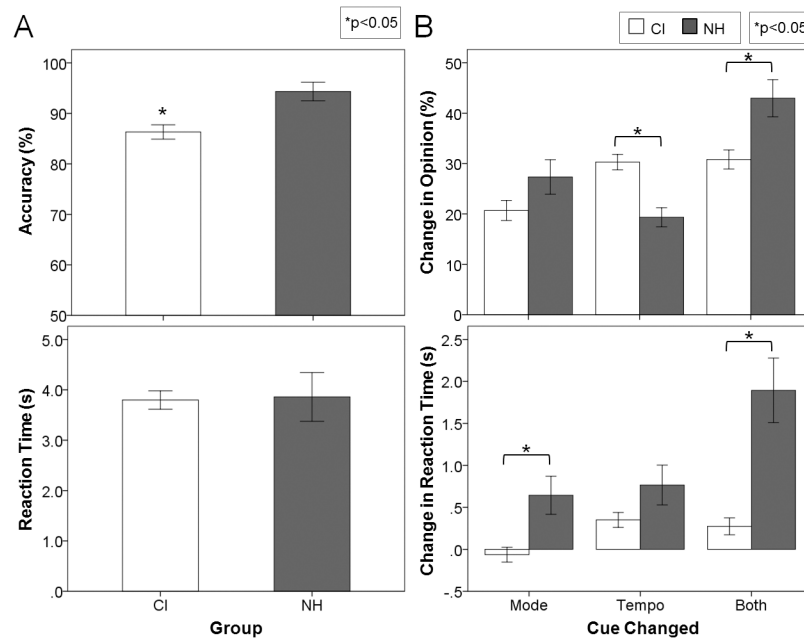 A
*p<0.05
B
CI NH
*p<0.05
Accuracy (%)
100
90
80
70
60
50
*
Change in Opinion (%)
50
40
30
20
10
0
*
*
Reaction Time (s)
5.0
4.0
3.0
2.0
1.0
.0
CI NH
Group
Change in Reaction Time (s)
2.5
2.0
1.5
1.0
.5
.0
-.5
*
*
Mode Tempo Both
Cue Changed